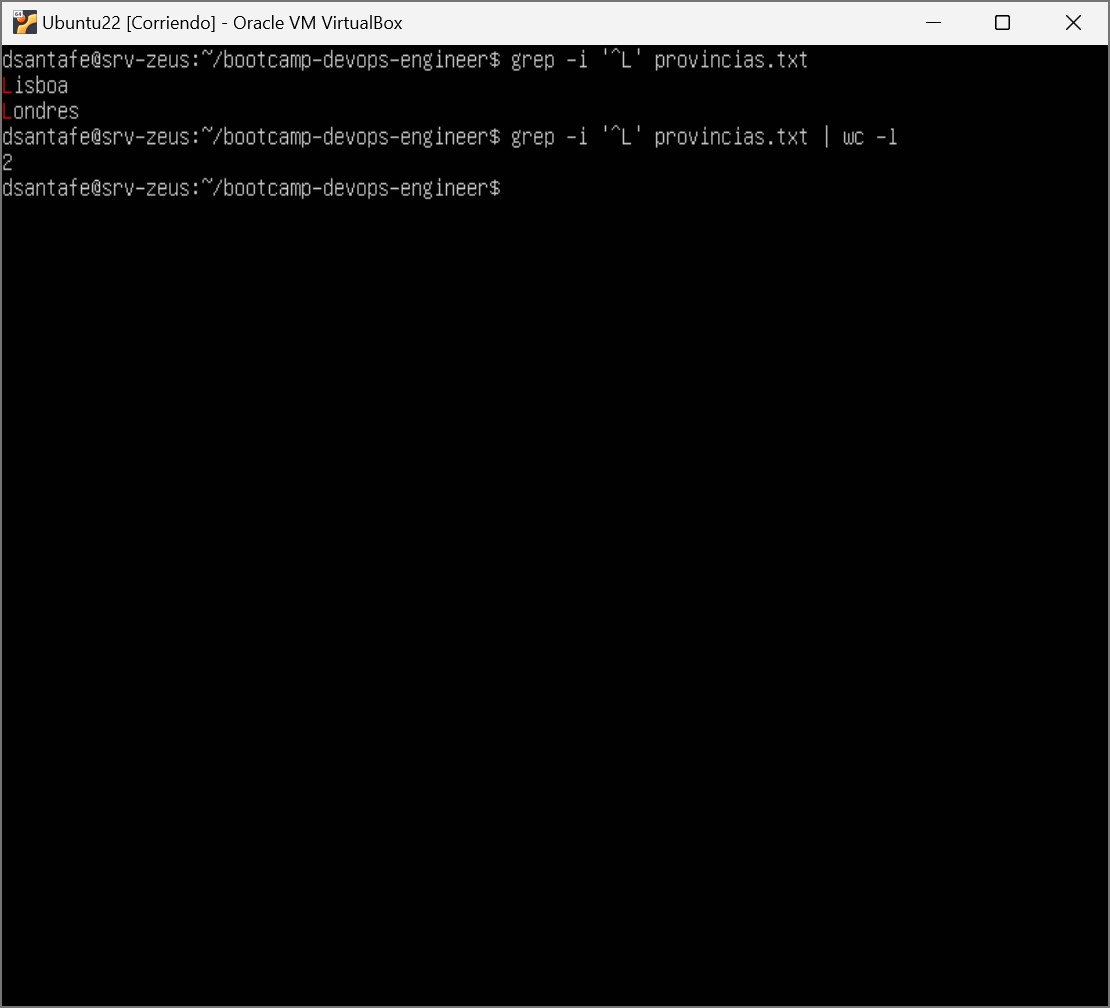 Ubuntu22 [Corriendo] - Oracle VM VirtualBox
dsantafe@srv-zeus:~/bootcamp-devops-engineer$ grep -i '^L' provincias.txt
Lisboa
Londres
dsantafe@srv-zeus:~/bootcamp-devops-engineer$ grep -i '^L' provincias.txt | wc -l
2
dsantafe@srv-zeus:~/bootcamp-devops-engineer$